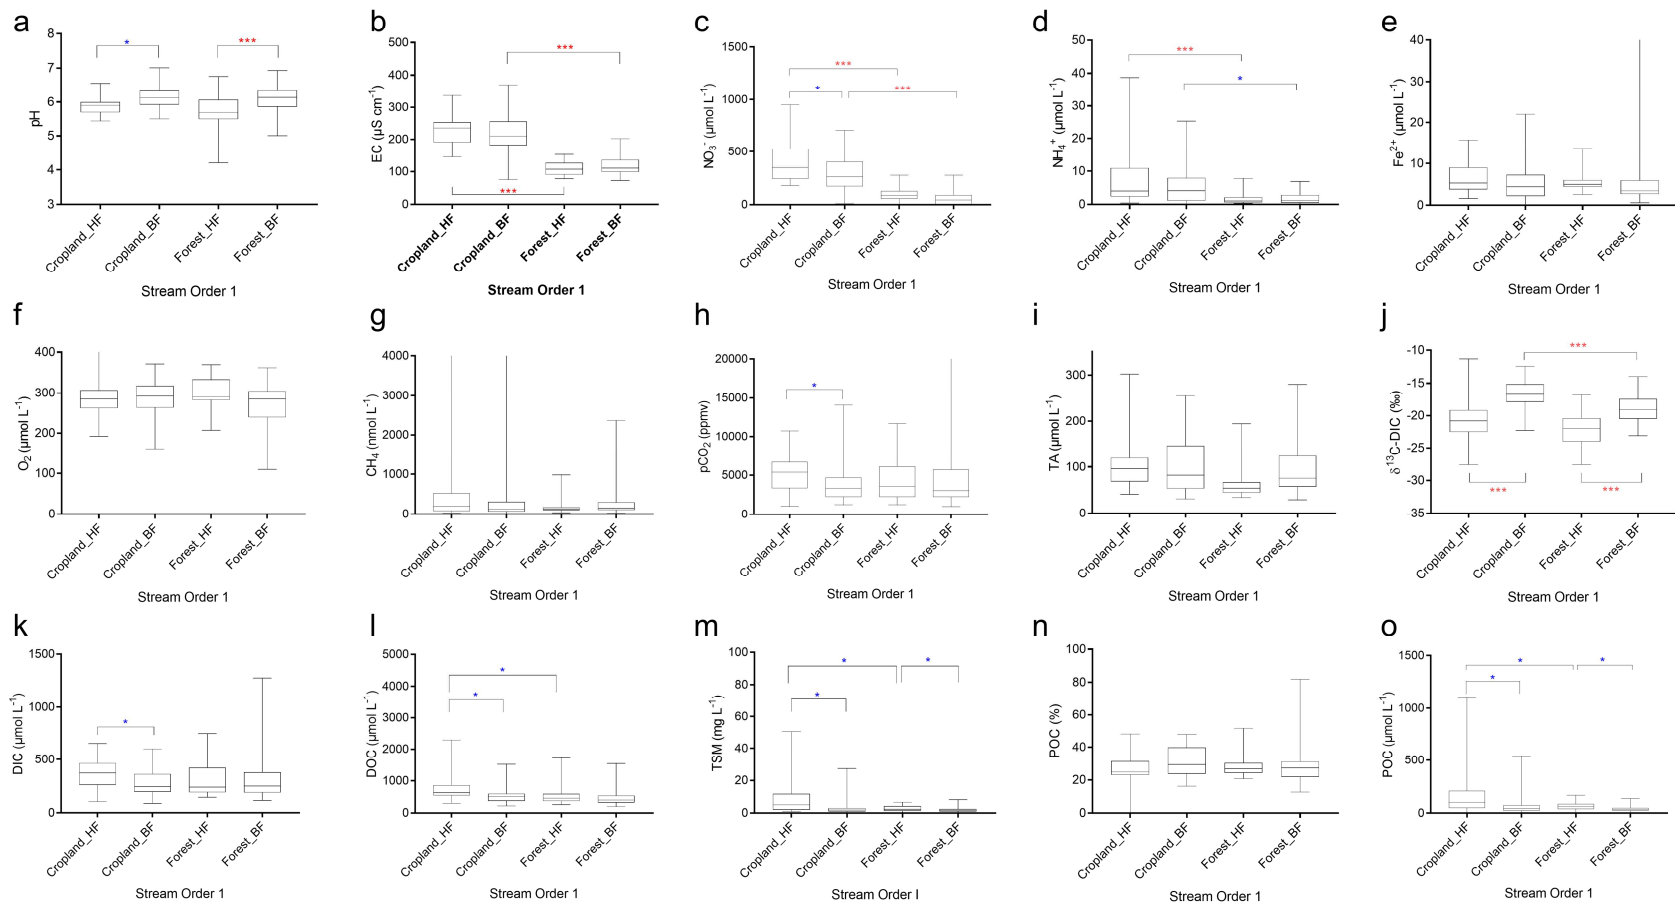 a
8
7
6
5
4
3
pH
*
***
Cropland_HF
Cropland_BF
Forest_HF
Forest_BF
Stream Order 1
b
500
400
300
200
100
0
EC (µS cm⁻¹)
***
***
Cropland_HF
Cropland_BF
Forest_HF
Forest_BF
Stream Order 1
c
1500
1000
500
0
NO₃⁻ (µmol L⁻¹)
***
*
***
Cropland_HF
Cropland_BF
Forest_HF
Forest_BF
Stream Order 1
d
50
40
30
20
10
0
NH₄⁺ (µmol L⁻¹)
***
*
Cropland_HF
Cropland_BF
Forest_HF
Forest_BF
Stream Order 1
e
40
30
20
10
0
Fe²⁺ (µmol L⁻¹)
Cropland_HF
Cropland_BF
Forest_HF
Forest_BF
Stream Order 1
f
400
300
200
100
0
O₂ (µmol L⁻¹)
Cropland_HF
Cropland_BF
Forest_HF
Forest_BF
Stream Order 1
g
4000
3000
2000
1000
0
CH₄ (nmol L⁻¹)
Cropland_HF
Cropland_BF
Forest_HF
Forest_BF
Stream Order 1
h
20000
15000
10000
5000
0
pCO₂ (ppmv)
*
Cropland_HF
Cropland_BF
Forest_HF
Forest_BF
Stream Order 1
i
300
200
100
0
TA (µmol L⁻¹)
Cropland_HF
Cropland_BF
Forest_HF
Forest_BF
Stream Order 1
j
-10
-15
-20
-25
-30
35
δ¹³C-DIC (‰)
***
***
***
Cropland_HF
Cropland_BF
Forest_HF
Forest_BF
Stream Order 1
k
1500
1000
500
0
DIC (µmol L⁻¹)
*
Cropland_HF
Cropland_BF
Forest_HF
Forest_BF
Stream Order 1
l
5000
4000
3000
2000
1000
0
DOC (µmol L⁻¹)
*
*
Cropland_HF
Cropland_BF
Forest_HF
Forest_BF
Stream Order 1
m
100
80
60
40
20
0
TSM (mg L⁻¹)
*
*
*
Cropland_HF
Cropland_BF
Forest_HF
Forest_BF
Stream Order I
n
100
80
60
40
20
0
POC (%)
Cropland_HF
Cropland_BF
Forest_HF
Forest_BF
Stream Order 1
o
1500
1000
500
0
POC (µmol L⁻¹)
*
*
*
Cropland_HF
Cropland_BF
Forest_HF
Forest_BF
Stream Order 1